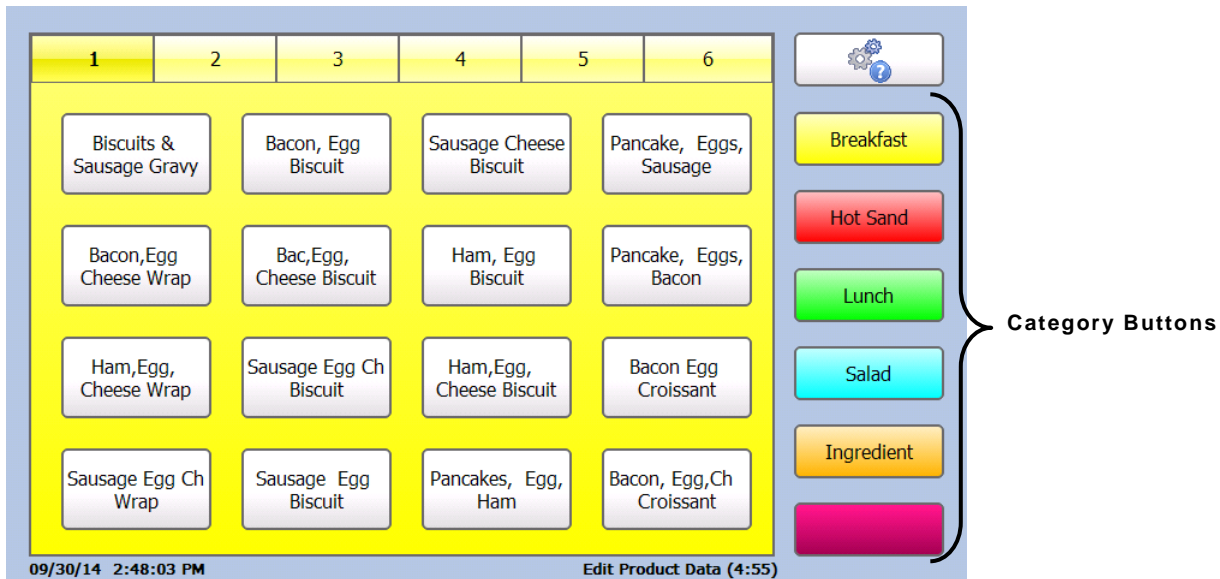 1 2 3 4 5 6
Biscuits &
Sausage Gravy
Bacon, Egg
Biscuit
Sausage Cheese
Biscuit
Pancake, Eggs,
Sausage
Bacon,Egg
Cheese Wrap
Bac,Egg,
Cheese Biscuit
Ham, Egg
Biscuit
Pancake, Eggs,
Bacon
Ham,Egg,
Cheese Wrap
Sausage Egg Ch
Biscuit
Ham,Egg,
Cheese Biscuit
Bacon Egg
Croissant
Sausage Egg Ch
Wrap
Sausage Egg
Biscuit
Pancakes, Egg,
Ham
Bacon, Egg,Ch
Croissant
?
Breakfast
Hot Sand
Lunch
Salad
Ingredient
Category Buttons
09/30/14 2:48:03 PM
Edit Product Data (4:55)